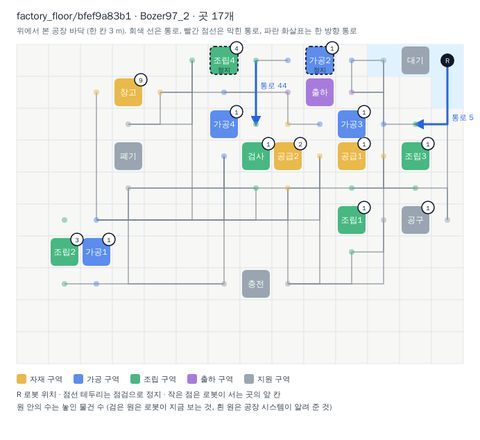 factory_floor/bfef9a83b1 · Bozer97_2 · 곳 17개
위에서 본 공장 바닥 (한 칸 3 m). 회색 선은 통로, 빨간 점선은 막힌 통로, 파란 화살표는 한 방향 통로
조립4 4
정지
가공2 1
정지
대기
R
창고 9
출하
통로 44
가공4 1
가공3 1
통로 5
폐기
검사 1
공급2 2
공급1 1
조립3 1
조립1 1
공구 1
조립2 3
가공1 1
충전
자재 구역
가공 구역
조립 구역
출하 구역
지원 구역
R 로봇 위치 · 점선 테두리는 점검으로 정지 · 작은 점은 로봇이 서는 곳의 앞 칸
원 안의 수는 놓인 물건 수 (검은 원은 로봇이 지금 보는 것, 흰 원은 공장 시스템이 알려 준 것)